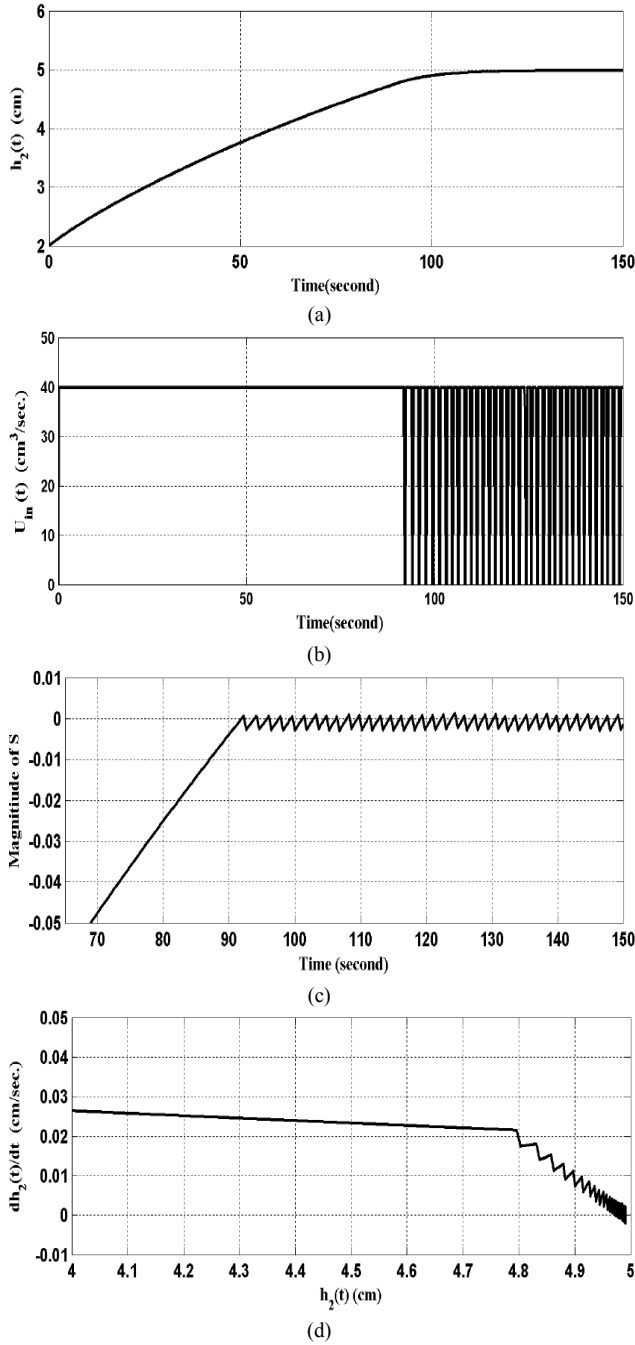 6
5
4
3
2
h2(t) (cm)
0 50 100 150
Time(second)
(a)
50
40
30
20
10
0
Uin (t) (cm3/sec.)
0 50 100 150
Time(second)
(b)
0.01
0
-0.01
-0.02
-0.03
-0.04
-0.05
Magnitiude of S
70 80 90 100 110 120 130 140 150
Time (second)
(c)
0.05
0.04
0.03
0.02
0.01
0
-0.01
dh2(t)/dt (cm/sec.)
4 4.1 4.2 4.3 4.4 4.5 4.6 4.7 4.8 4.9 5
h2(t) (cm)
(d)